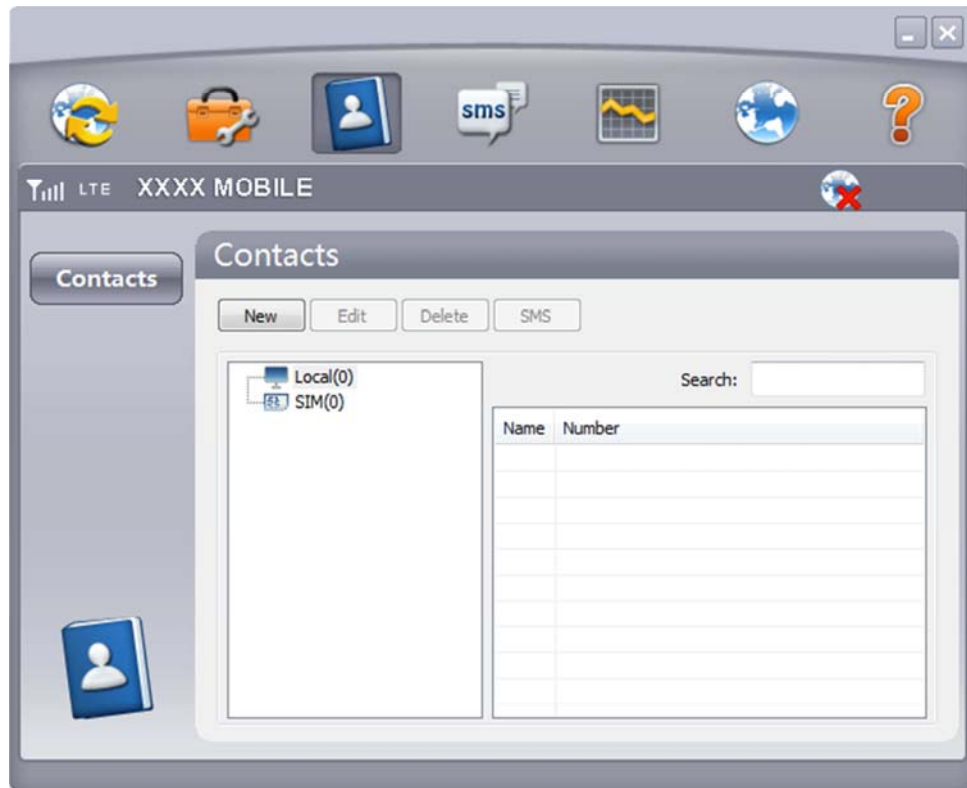 sms
LTE XXXX MOBILE
Contacts
Contacts
New Edit Delete SMS
Local(0)
SIM(0)
Search:
Name Number